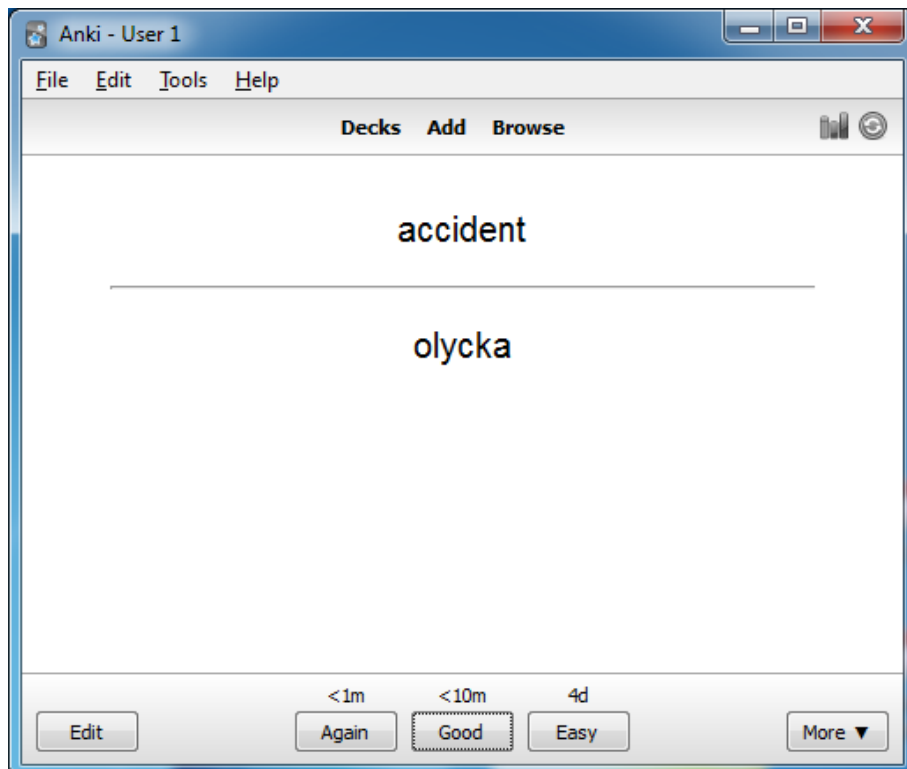 Anki - User 1
File Edit Tools Help
Decks Add Browse
accident
olycka
<1m <10m 4d
Edit Again Good Easy More ▼